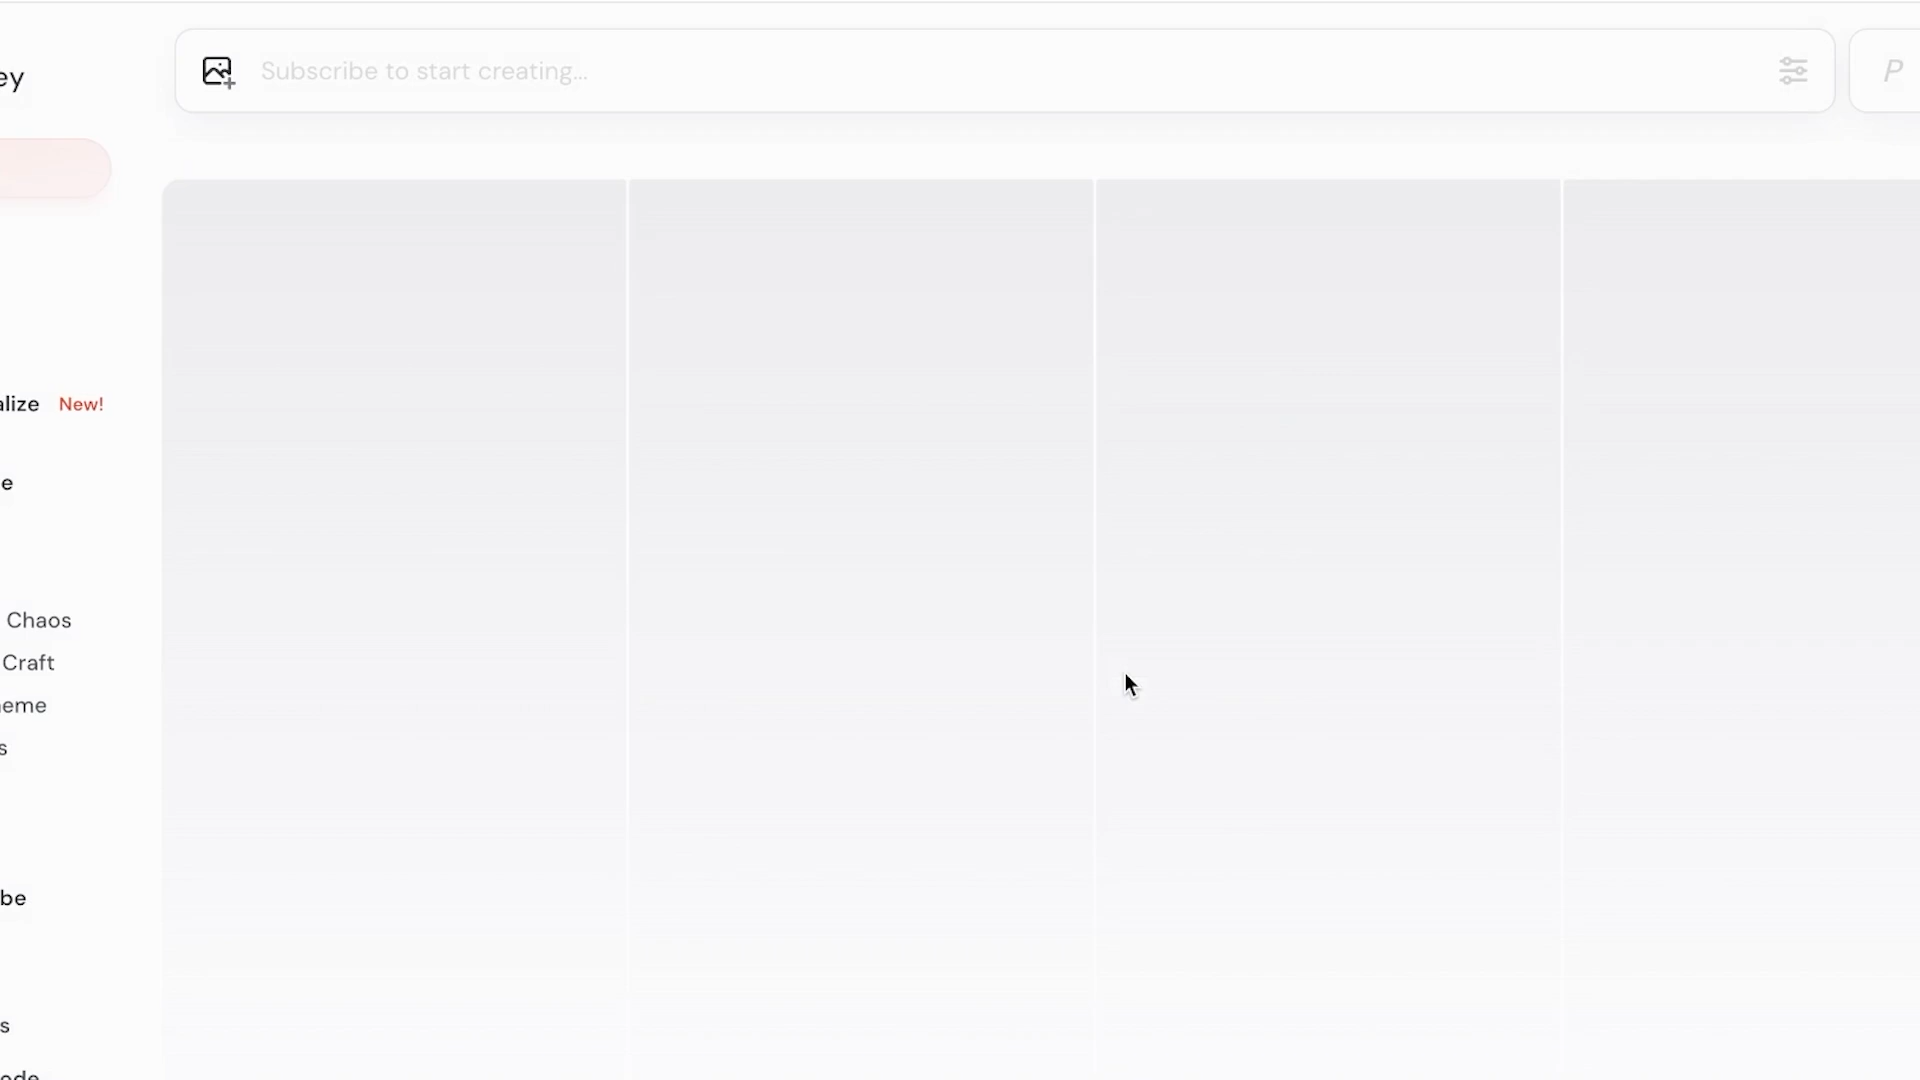 ey
Subscribe to start creating...
P
alize New!
e
Chaos
Craft
eme
s
be
s
ode